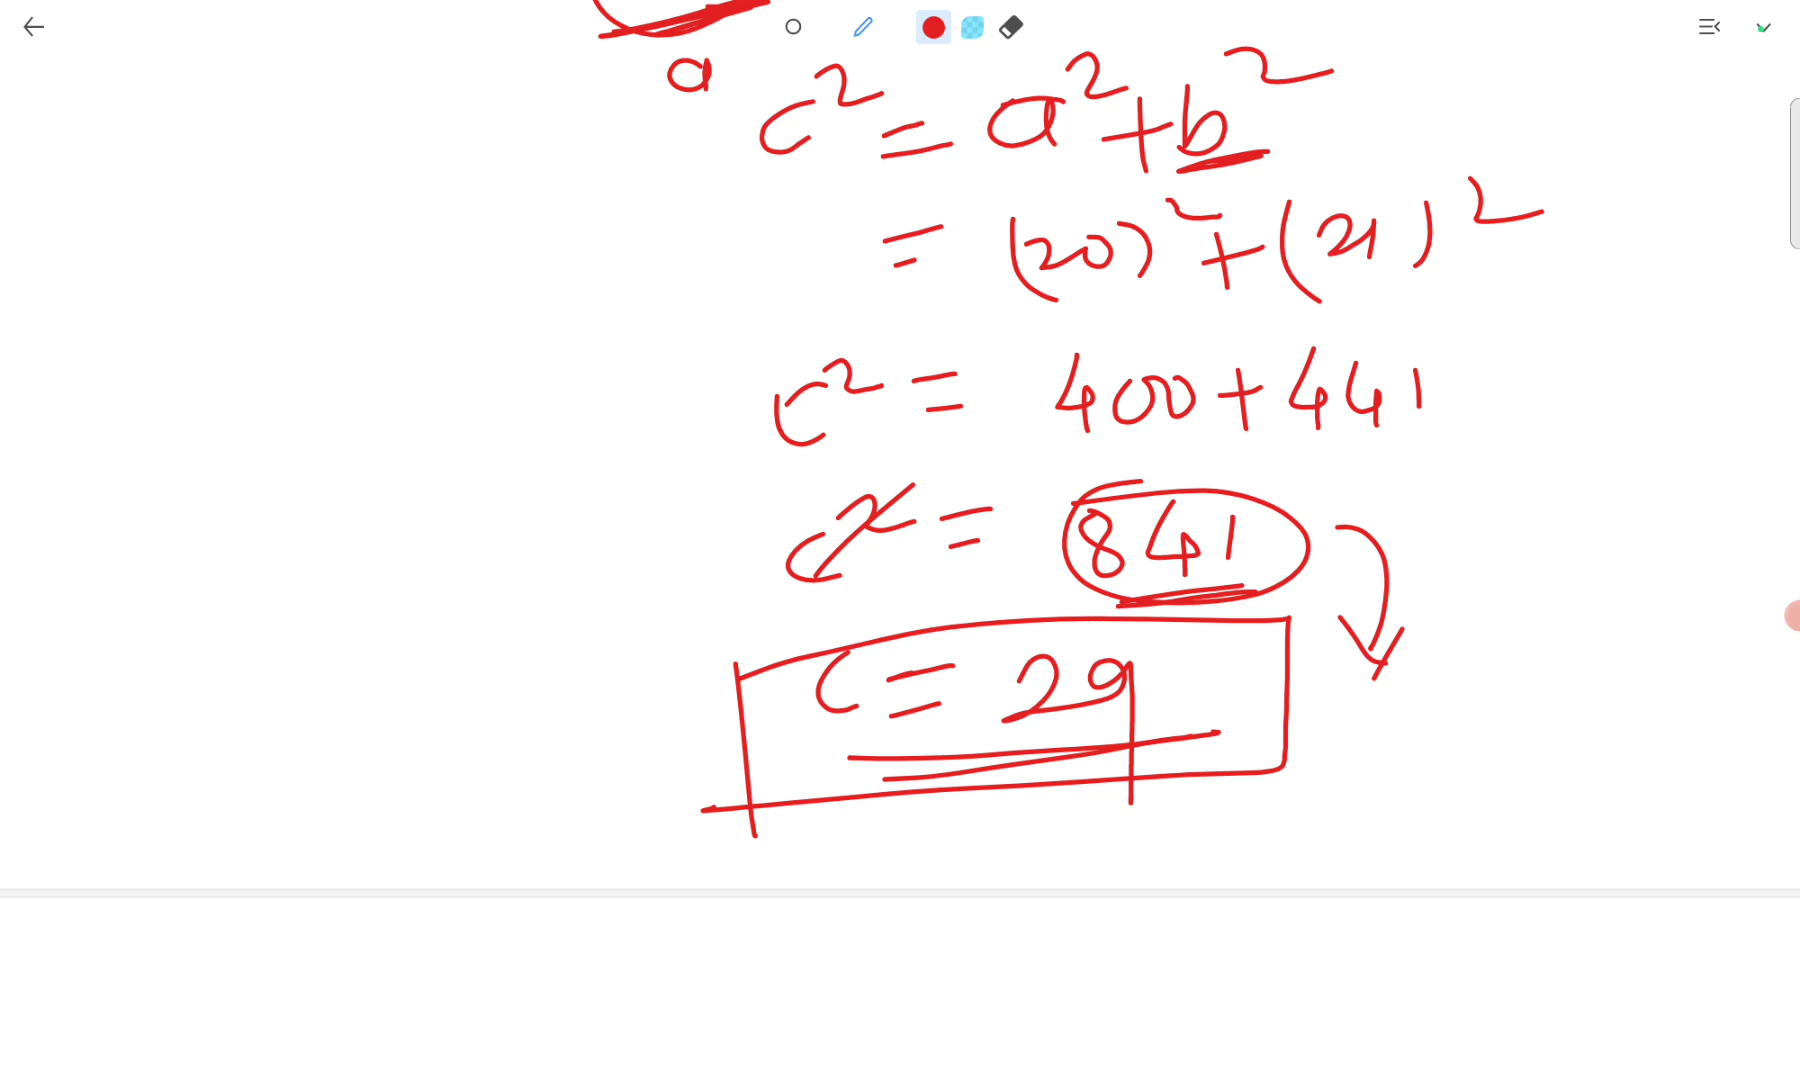 a
c² = a² + b²
= (20)² + (21)²
c² = 400 + 441
c² = 841
c = 29